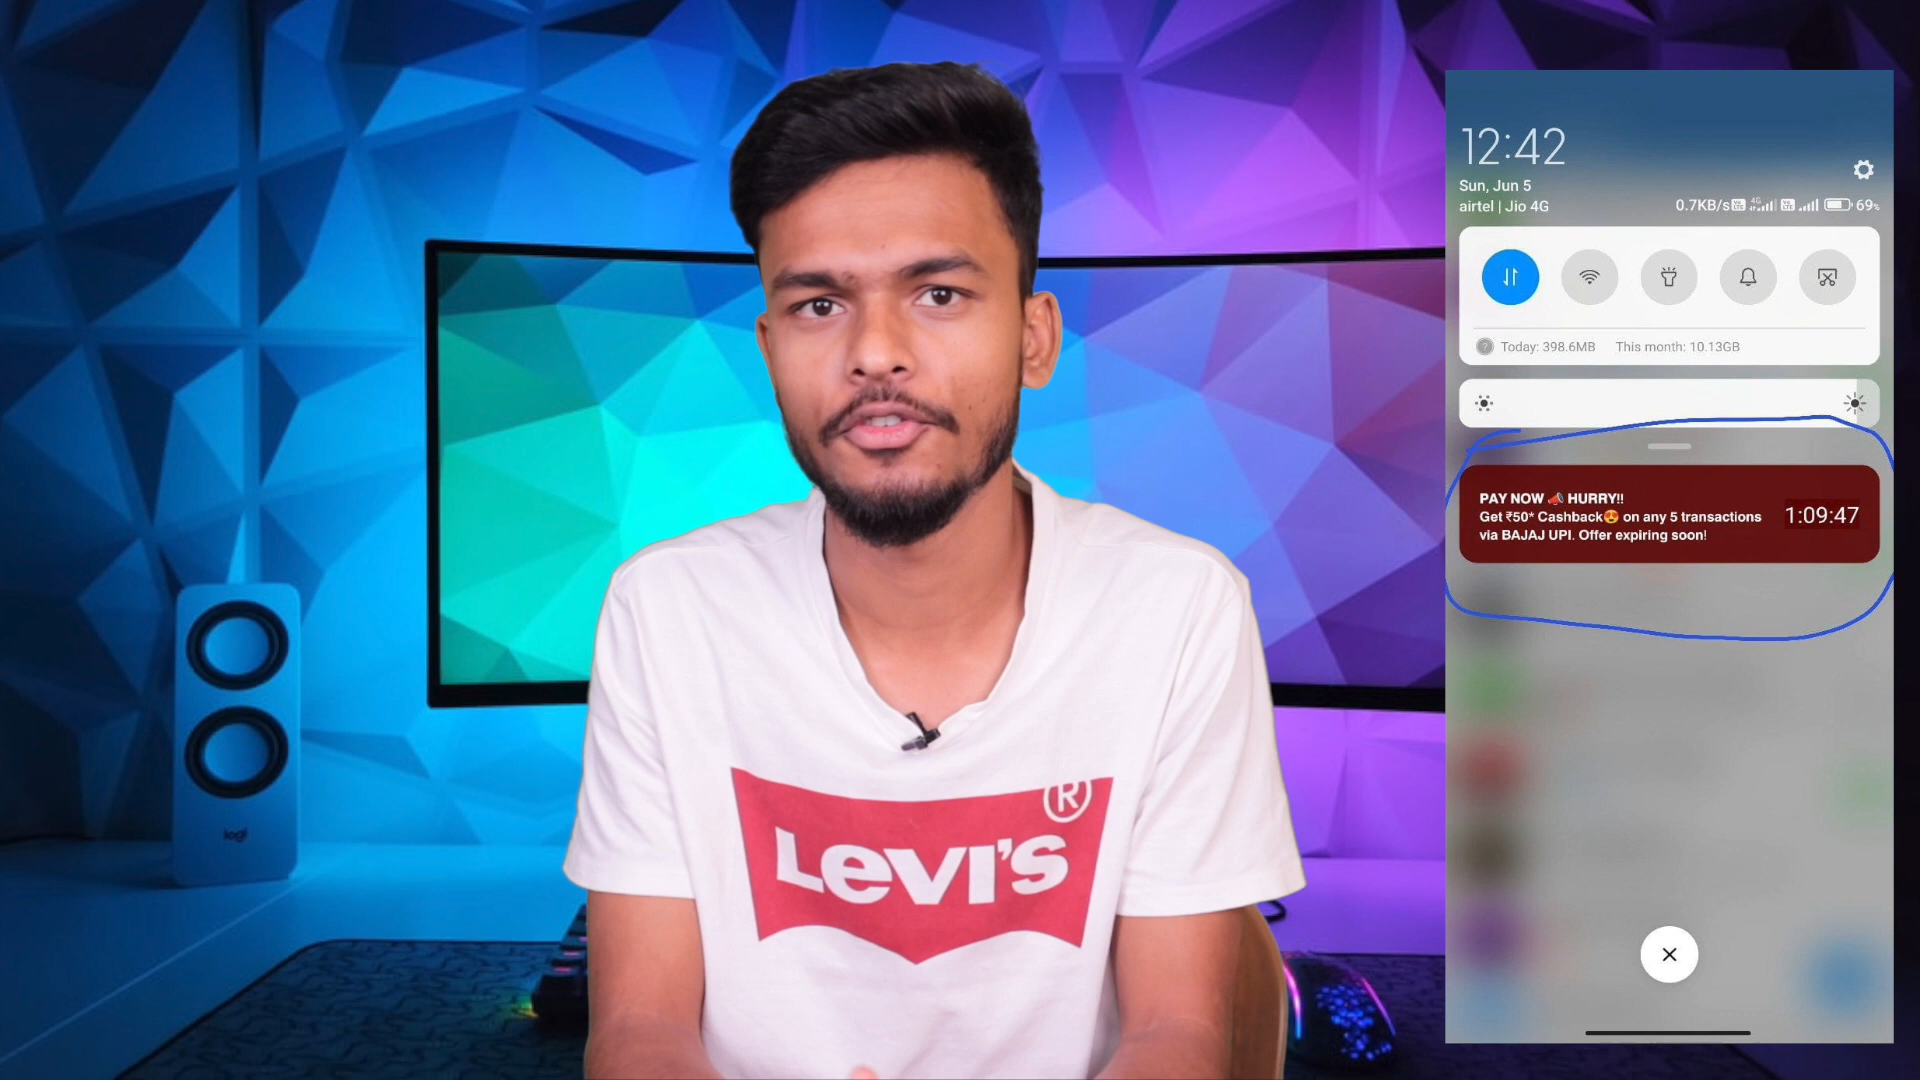 12:42
Sun, Jun 5
airtel | Jio 4G
0.7KB/s 4G 69%
Today: 398.6MB This month: 10.13GB
PAY NOW 📣 HURRY!!
Get ₹50* Cashback😍 on any 5 transactions
via BAJAJ UPI. Offer expiring soon!
1:09:47
logi
LEVI'S®